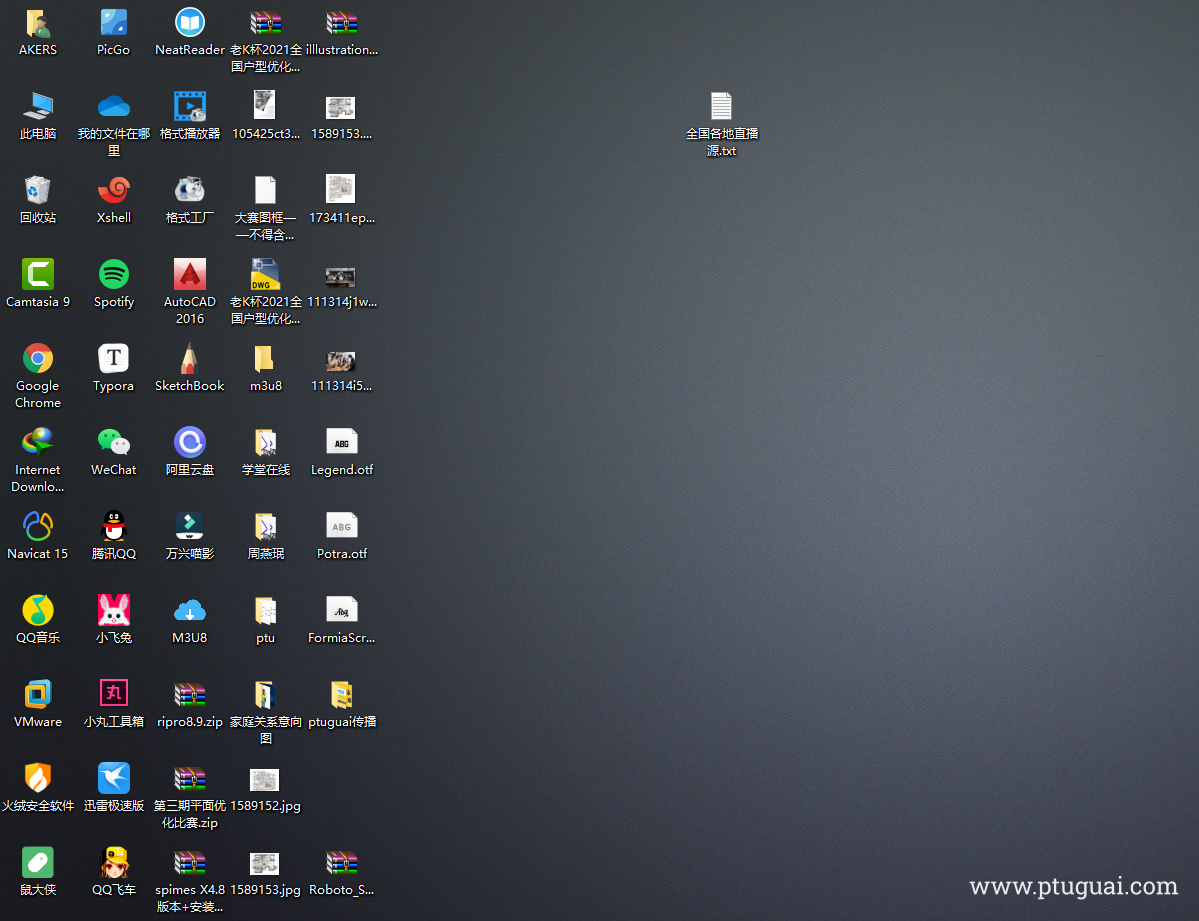 AKERS
PicGo
NeatReader
老K杯2021全
国户型优化...
illlustration...
此电脑
我的文件在哪
里
格式播放器
105425ct3...
1589153....
全国各地直播
源.txt
回收站
Xshell
格式工厂
大赛图框—
—不得含...
173411ep...
Camtasia 9
Spotify
AutoCAD
2016
DWG
老K杯2021全
国户型优化...
111314j1w...
Google
Chrome
T
Typora
SketchBook
m3u8
111314i5...
Internet
Downlo...
WeChat
阿里云盘
学堂在线
ABG
Legend.otf
Navicat 15
腾讯QQ
万兴喵影
周燕珉
ABG
Potra.otf
QQ音乐
小飞兔
M3U8
ptu
Abg
FormiaScr...
VMware
丸
小丸工具箱
ripro8.9.zip
家庭关系意向
图
ptuguai传播
火绒安全软件
迅雷极速版
第三期平面优
化比赛.zip
1589152.jpg
鼠大侠
QQ飞车
spimes X4.8
版本+安装...
1589153.jpg
Roboto_S...
www.ptuguai.com